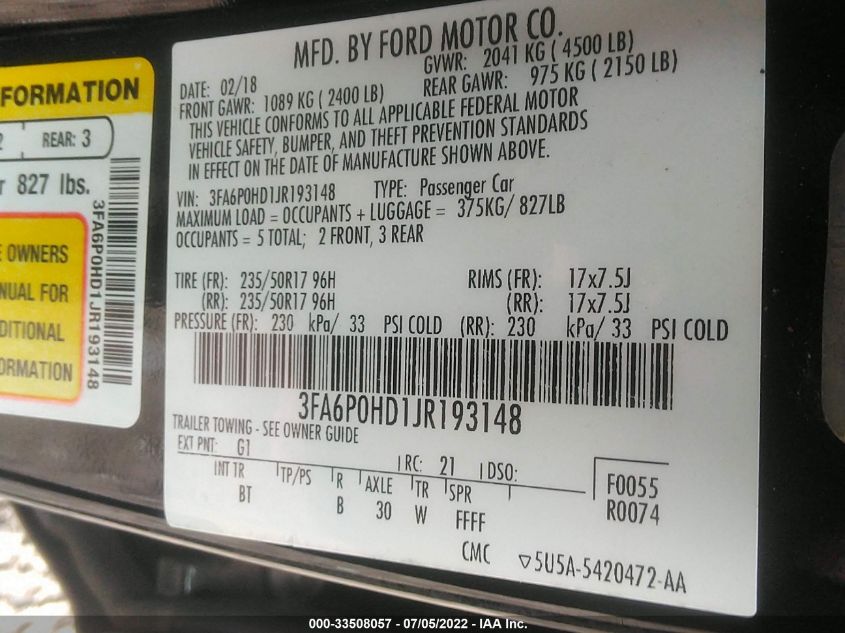 MFD. BY FORD MOTOR CO.
DATE: 02/18 GVWR: 2041 KG ( 4500 LB)
FRONT GAWR: 1089 KG ( 2400 LB) REAR GAWR: 975 KG ( 2150 LB)
THIS VEHICLE CONFORMS TO ALL APPLICABLE FEDERAL MOTOR
VEHICLE SAFETY, BUMPER, AND THEFT PREVENTION STANDARDS
IN EFFECT ON THE DATE OF MANUFACTURE SHOWN ABOVE.
VIN: 3FA6P0HD1JR193148 TYPE: Passenger Car
MAXIMUM LOAD = OCCUPANTS + LUGGAGE = 375KG/ 827LB
OCCUPANTS = 5 TOTAL; 2 FRONT, 3 REAR
TIRE (FR): 235/50R17 96H RIMS (FR): 17x7.5J
(RR): 235/50R17 96H (RR): 17x7.5J
PRESSURE (FR): 230 kPa/ 33 PSI COLD (RR): 230 kPa/ 33 PSI COLD
3FA6P0HD1JR193148
TRAILER TOWING - SEE OWNER GUIDE
EXT PNT: G1 RC: 21 DSO:
INT TR TP/PS R AXLE TR SPR
BT B 30 W FFFF
F0055
R0074
CMC ▽5U5A-5420472-AA
FORMATION
2 REAR: 3
r 827 lbs.
E OWNERS
NUAL FOR
DITIONAL
ORMATION
3FA6P0HD1JR193148
000-33508057 / 07/05/2022 - IAA Inc.